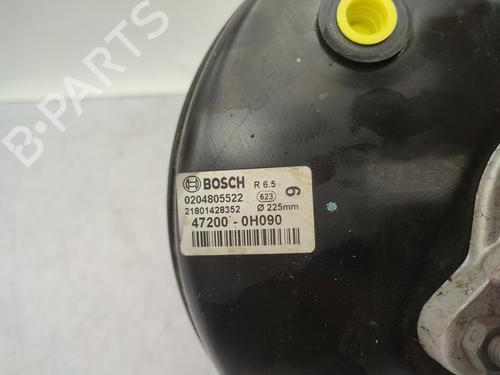 B-PARTS
BOSCH R 6.5
0204805522 623 9
21801428352 Ø 225mm
47200 - 0H090